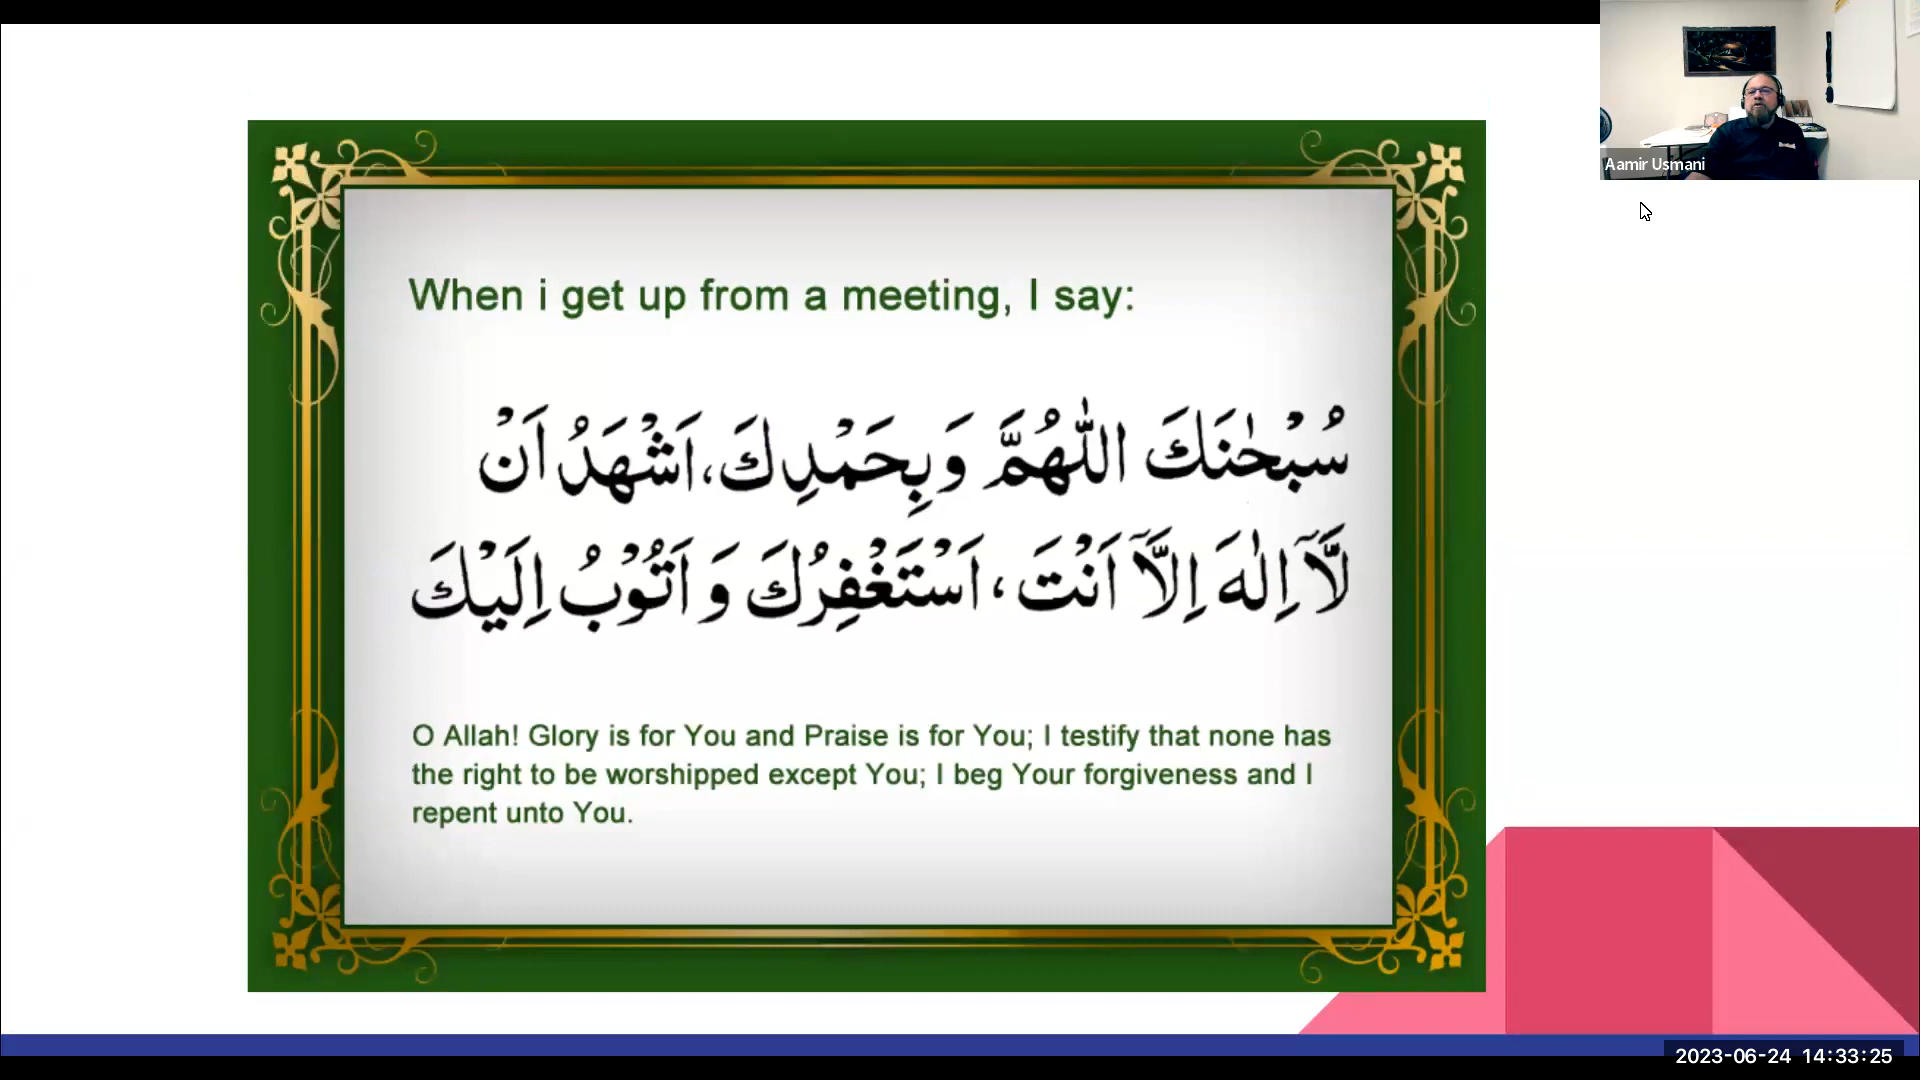 Aamir Usmani
When i get up from a meeting, I say:
سُبْحٰنَكَ اللّٰهُمَّ وَبِحَمْدِكَ، اَشْهَدُ اَنْ
لَّآ اِلٰهَ اِلَّآ اَنْتَ، اَسْتَغْفِرُكَ وَ اَتُوْبُ اِلَيْكَ
O Allah! Glory is for You and Praise is for You; I testify that none has
the right to be worshipped except You; I beg Your forgiveness and I
repent unto You.
2023-06-24 14:33:25